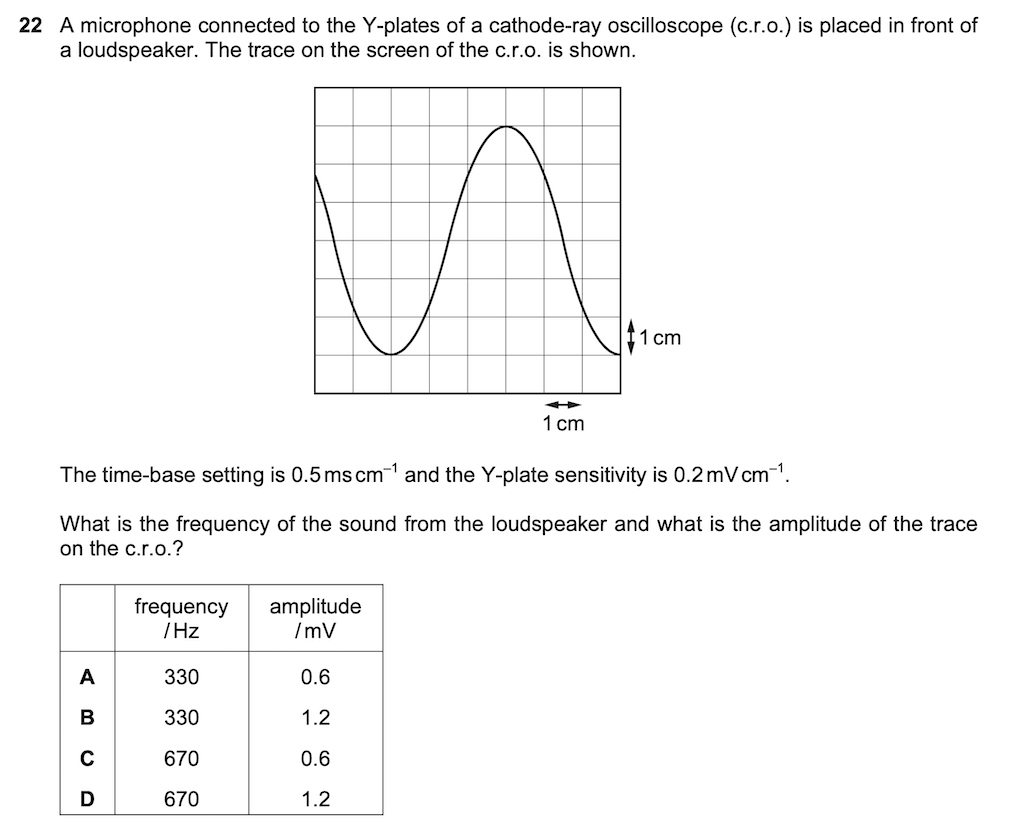 22 A microphone connected to the Y-plates of a cathode-ray oscilloscope (c.r.o.) is placed in front of
a loudspeaker. The trace on the screen of the c.r.o. is shown.
1 cm
1 cm
The time-base setting is 0.5 ms cm⁻¹ and the Y-plate sensitivity is 0.2 mV cm⁻¹.
What is the frequency of the sound from the loudspeaker and what is the amplitude of the trace
on the c.r.o.?
frequency amplitude
/ Hz / mV
A 330 0.6
B 330 1.2
C 670 0.6
D 670 1.2